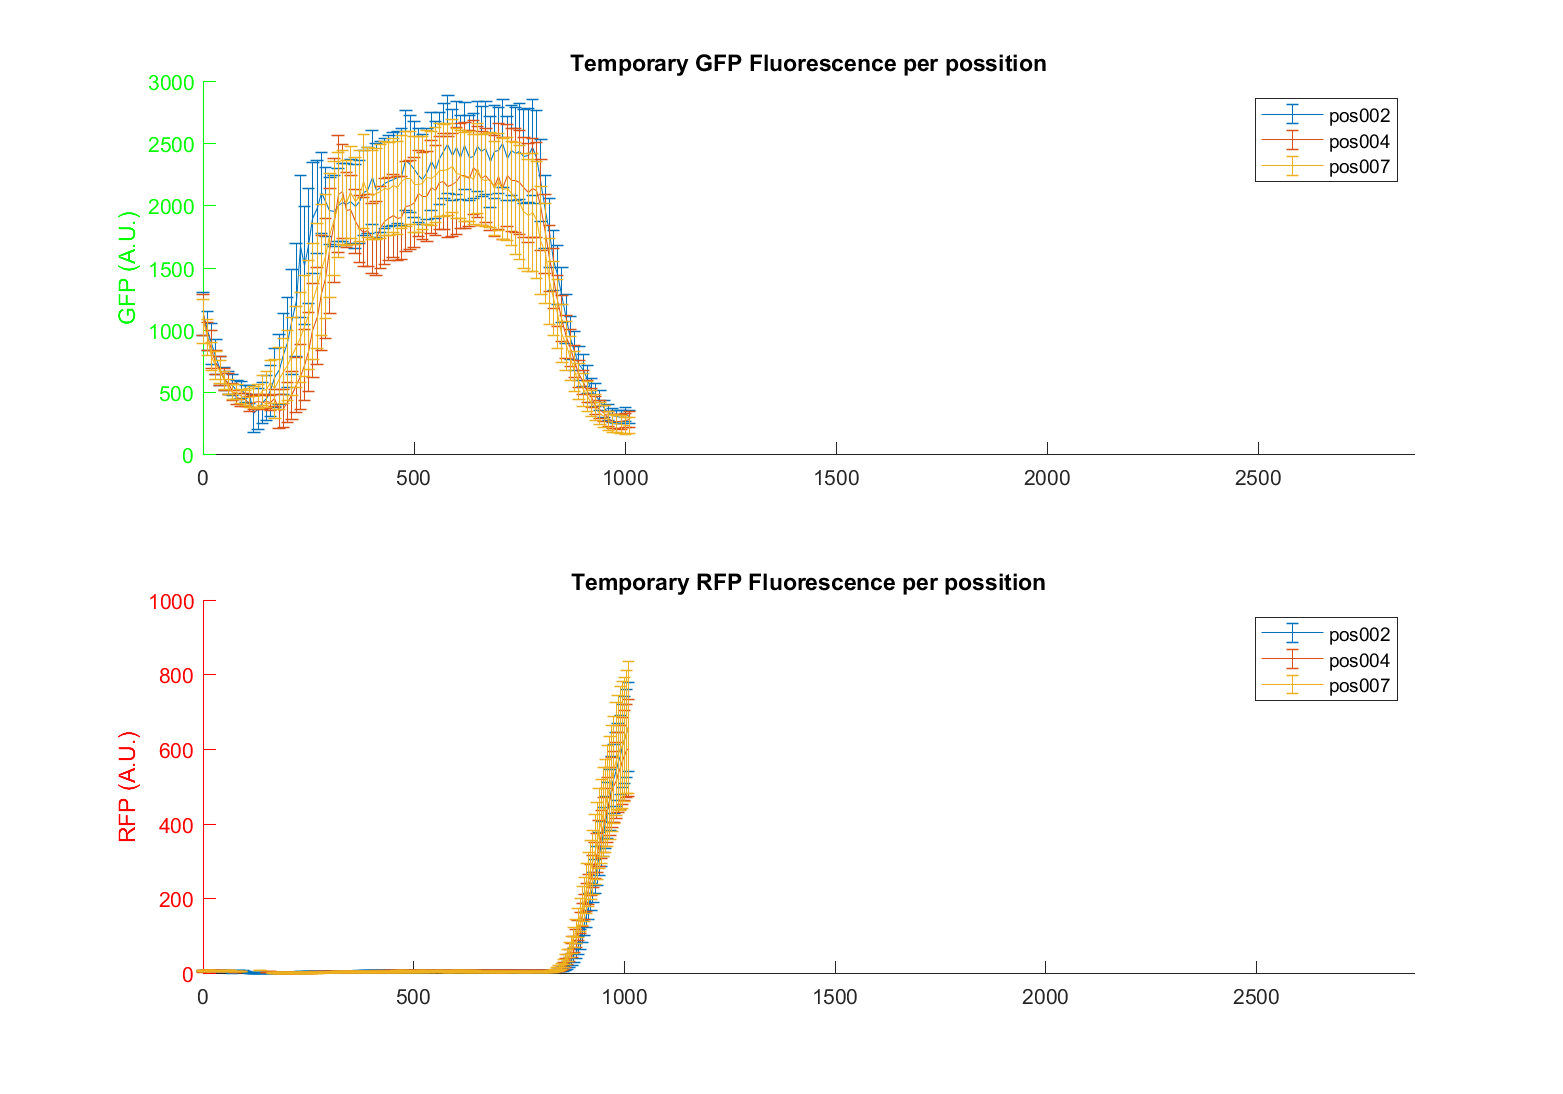 Temporary GFP Fluorescence per possition
3000
2500
2000
1500
1000
500
0
GFP (A.U.)
0 500 1000 1500 2000 2500
pos002
pos004
pos007
Temporary RFP Fluorescence per possition
1000
800
600
400
200
0
RFP (A.U.)
0 500 1000 1500 2000 2500
pos002
pos004
pos007